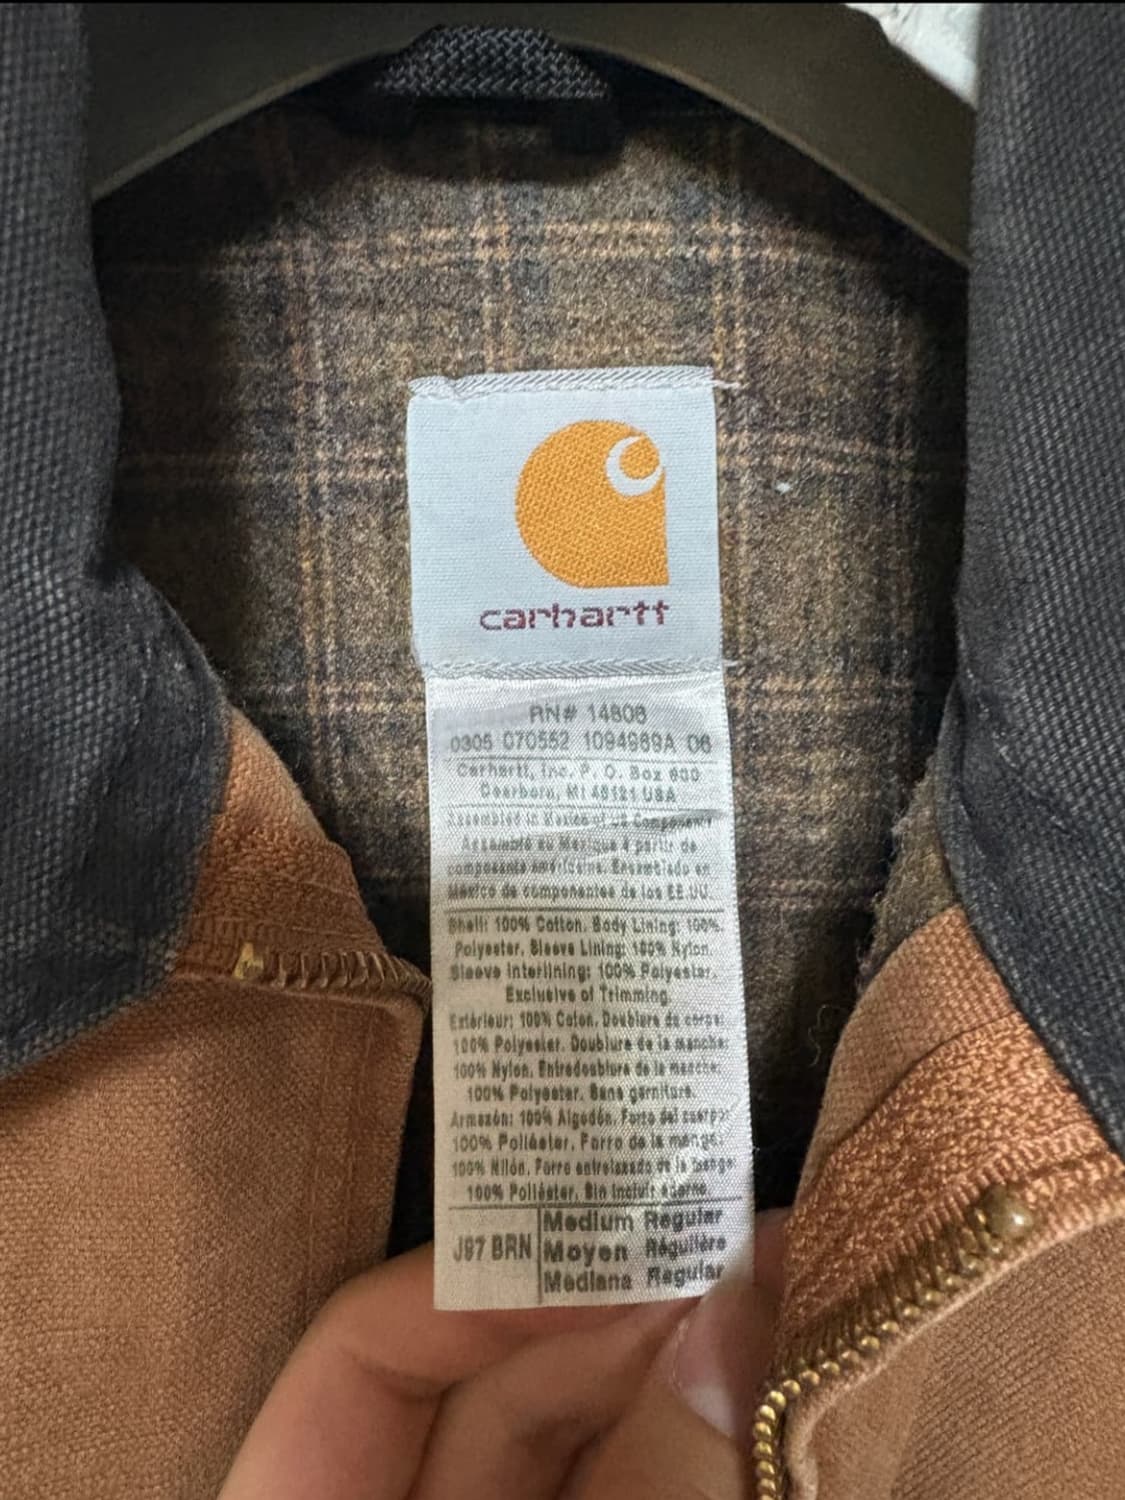 carhartt
RN# 14806
0305 070552 1094969A 06
Carhartt, Inc. P. O. Box 600
Dearborn, MI 48121 USA
Assembled in Mexico of US Components
Assemblé au Mexique à partir de
composants américains. Ensamblado en
México de componentes de los EE.UU.
Shell: 100% Cotton. Body Lining: 100%
Polyester. Sleeve Lining: 100% Nylon.
Sleeve Interlining: 100% Polyester.
Exclusive of Trimming.
Extérieur: 100% Coton. Doublure de corps:
100% Polyester. Doublure de la manche:
100% Nylon. Entredoublure de la manche:
100% Polyester. Sans garniture.
Armazón: 100% Algodón. Forro del cuerpo:
100% Poliéster. Forro de la manga:
100% Nilón. Forro entrelazado de la manga:
100% Poliéster. Sin incluir adorno
J97 BRN
Medium Regular
Moyen Régulière
Mediana Regular